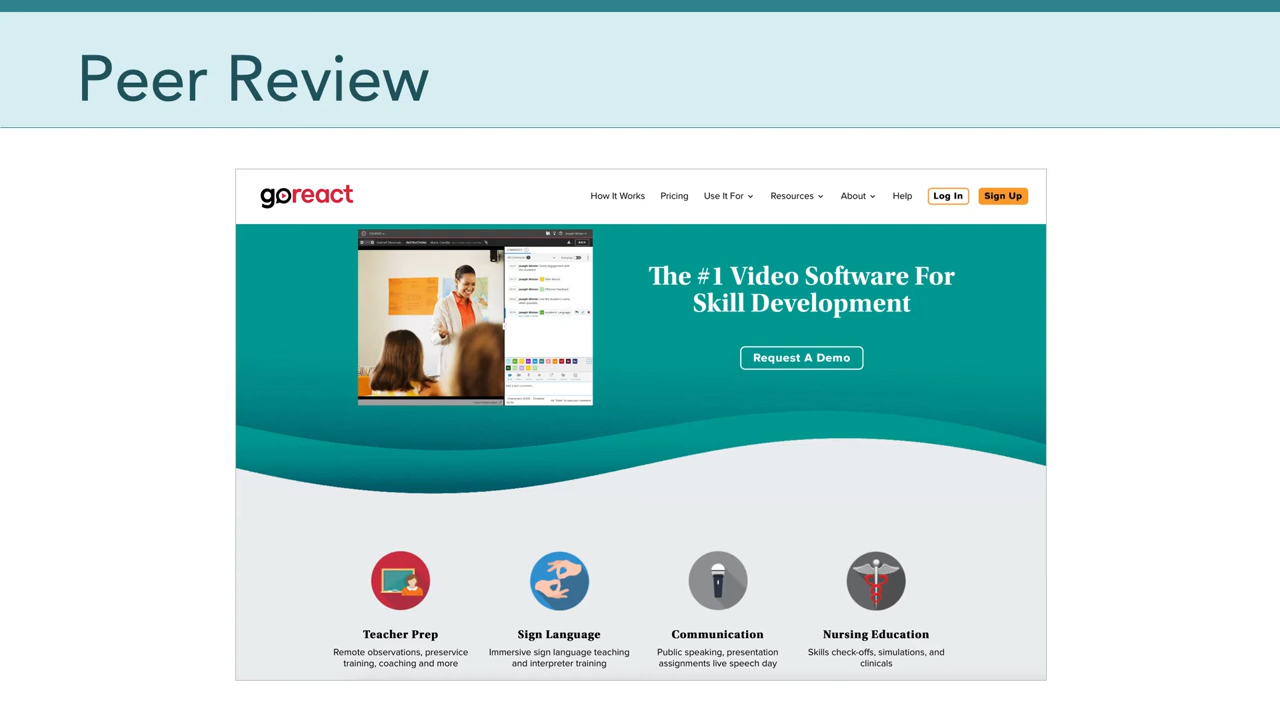 Peer Review
goreact
How It Works Pricing Use It For Resources About Help Log In Sign Up
The #1 Video Software For
Skill Development
Request A Demo
Teacher Prep
Remote observations, preservice
training, coaching and more
Sign Language
Immersive sign language teaching
and interpreter training
Communication
Public speaking, presentation
assignments live speech day
Nursing Education
Skills check-offs, simulations, and
clinicals